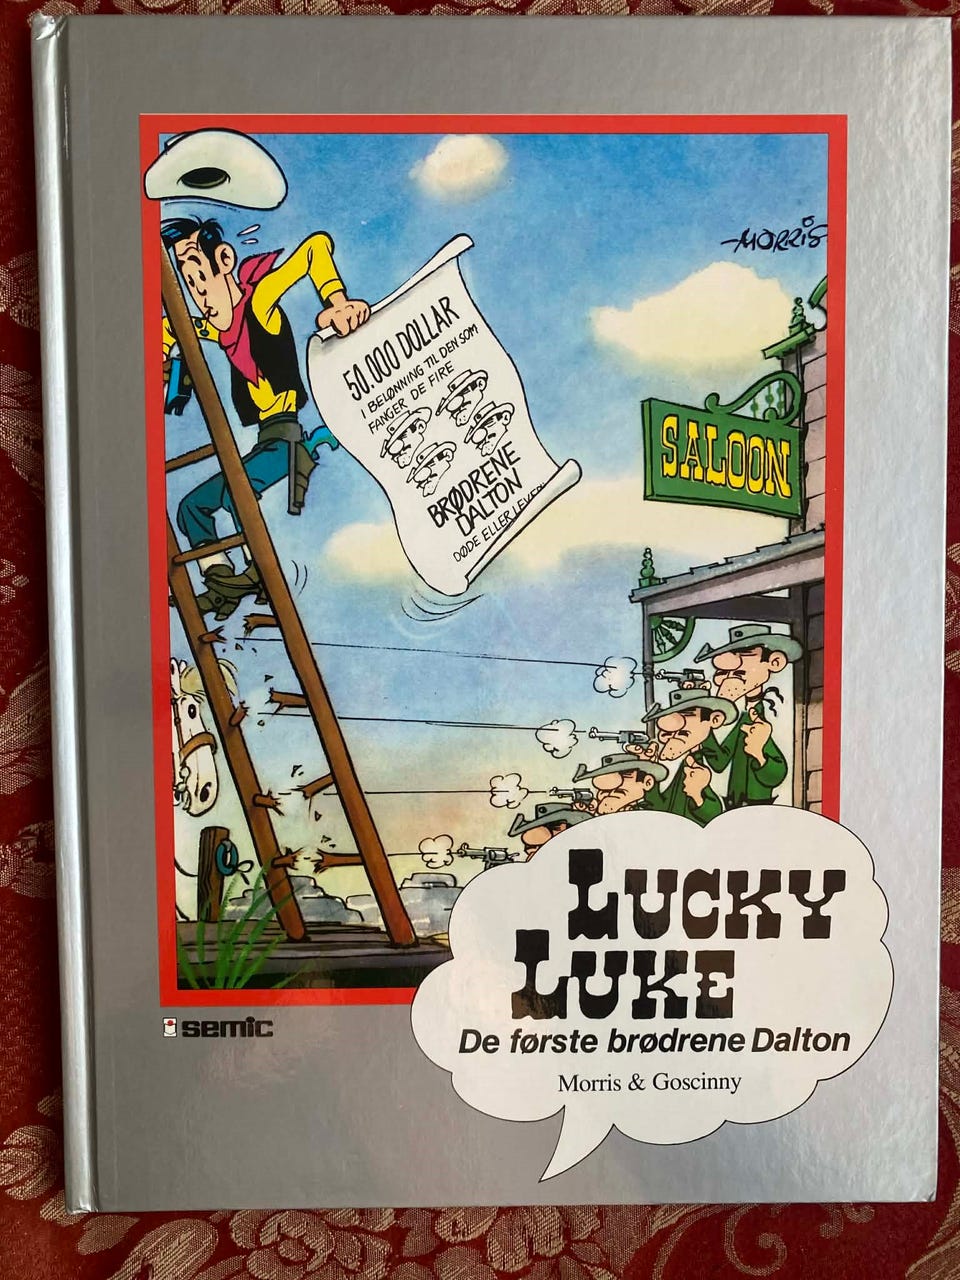 MORRIS
50.000 DOLLAR
I BELØNNING TIL DEN SOM
FANGER DE FIRE
BRØDRENE
DALTON
DØDE ELLER LEVENDE
SALOON
LUCKY
LUKE
De første brødrene Dalton
Morris & Goscinny
semic